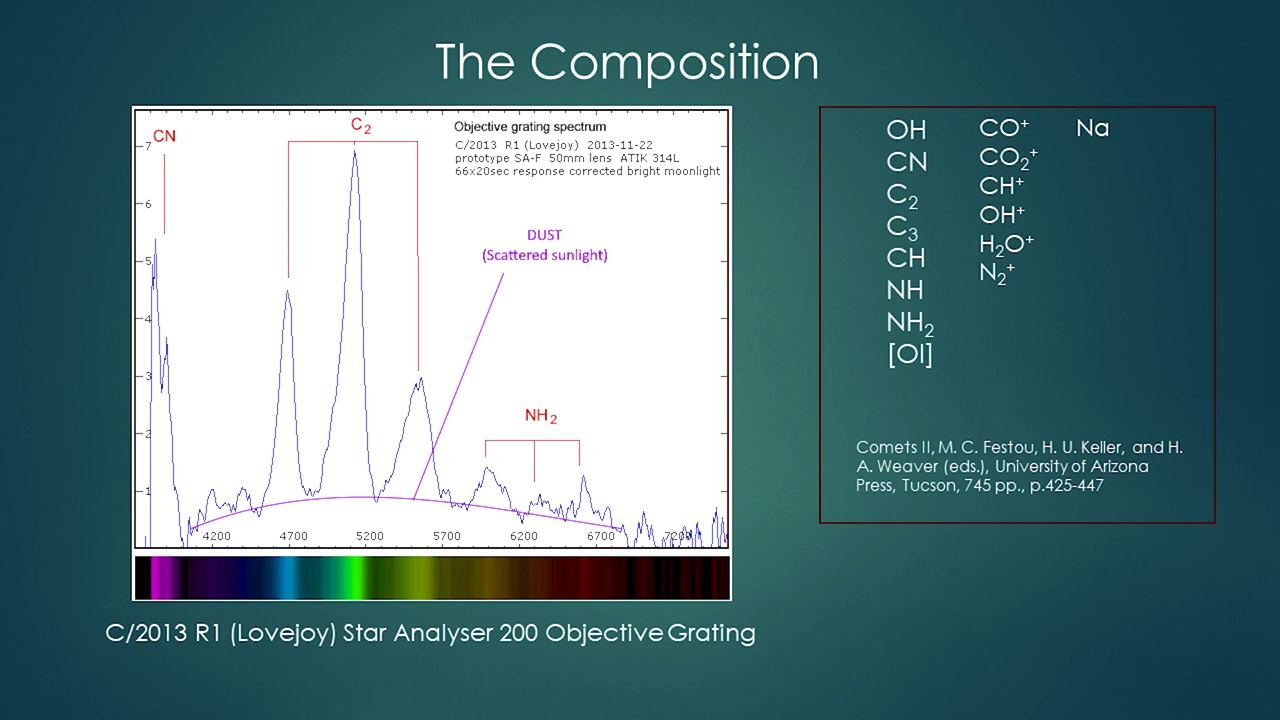 The Composition
CN
C2
Objective grating spectrum
C/2013 R1 (Lovejoy) 2013-11-22
prototype SA-F 50mm lens ATIK 314L
66x20sec response corrected bright moonlight
DUST
(Scattered sunlight)
NH2
7
6
5
4
3
2
1
4200 4700 5200 5700 6200 6700 7200
C/2013 R1 (Lovejoy) Star Analyser 200 Objective Grating
OH CO+ Na
CN CO2+
C2 CH+
C3 OH+
CH H2O+
NH N2+
NH2
[OI]
Comets II, M. C. Festou, H. U. Keller, and H.
A. Weaver (eds.), University of Arizona
Press, Tucson, 745 pp., p.425-447